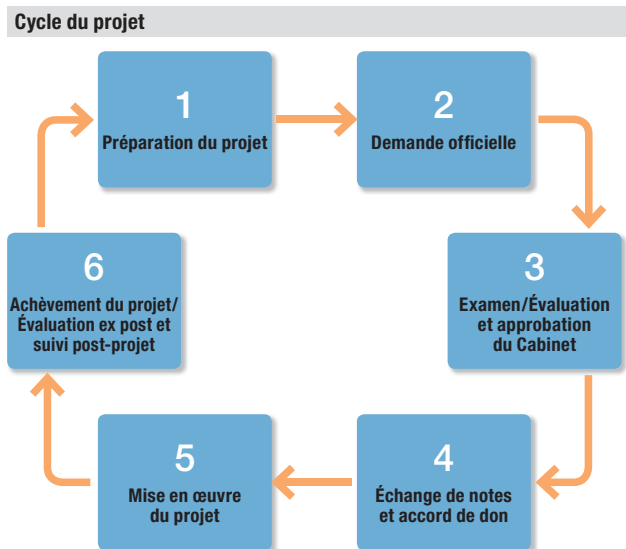 Cycle du projet
1
Préparation du projet
2
Demande officielle
3
Examen/Évaluation
et approbation
du Cabinet
4
Échange de notes
et accord de don
5
Mise en œuvre
du projet
6
Achèvement du projet/
Évaluation ex post et
suivi post-projet